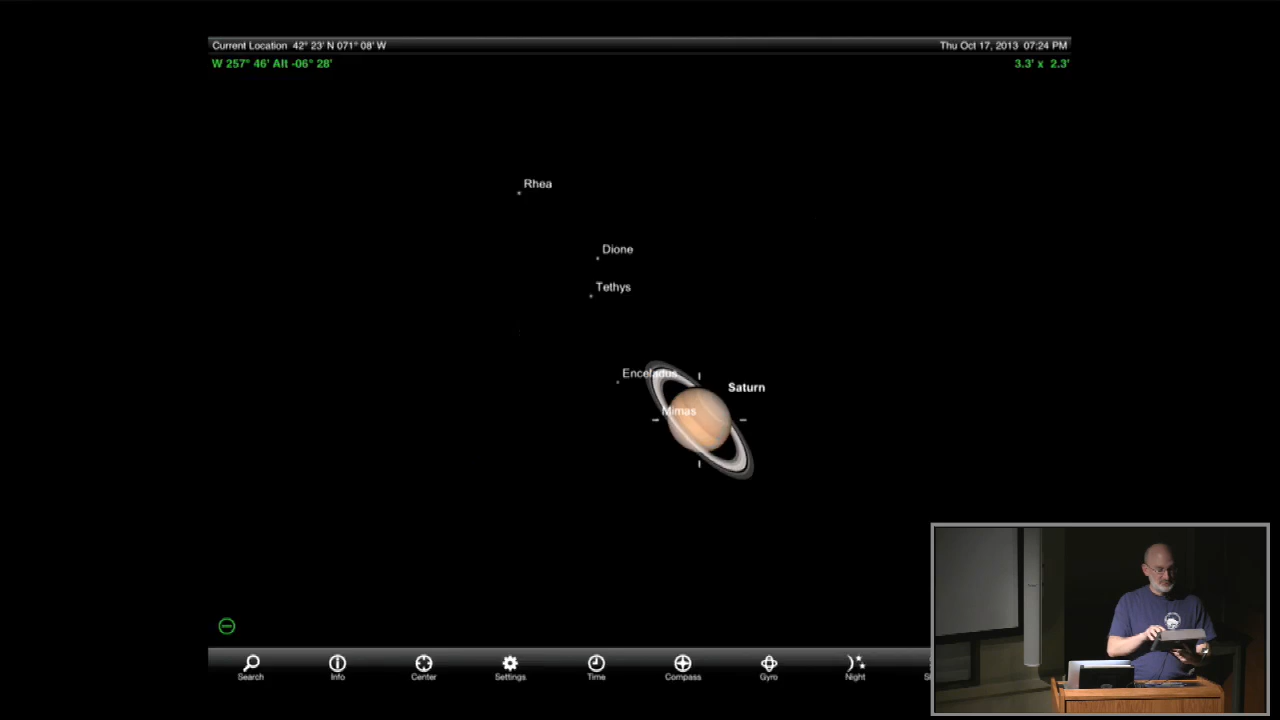 Current Location 42° 23' N 071° 08' W
Thu Oct 17, 2013 07:24 PM
W 257° 46' Alt -06° 28'
3.3' x 2.3'
Rhea
Dione
Tethys
Enceladus
Saturn
Mimas
Search
Info
Center
Settings
Time
Compass
Gyro
Night